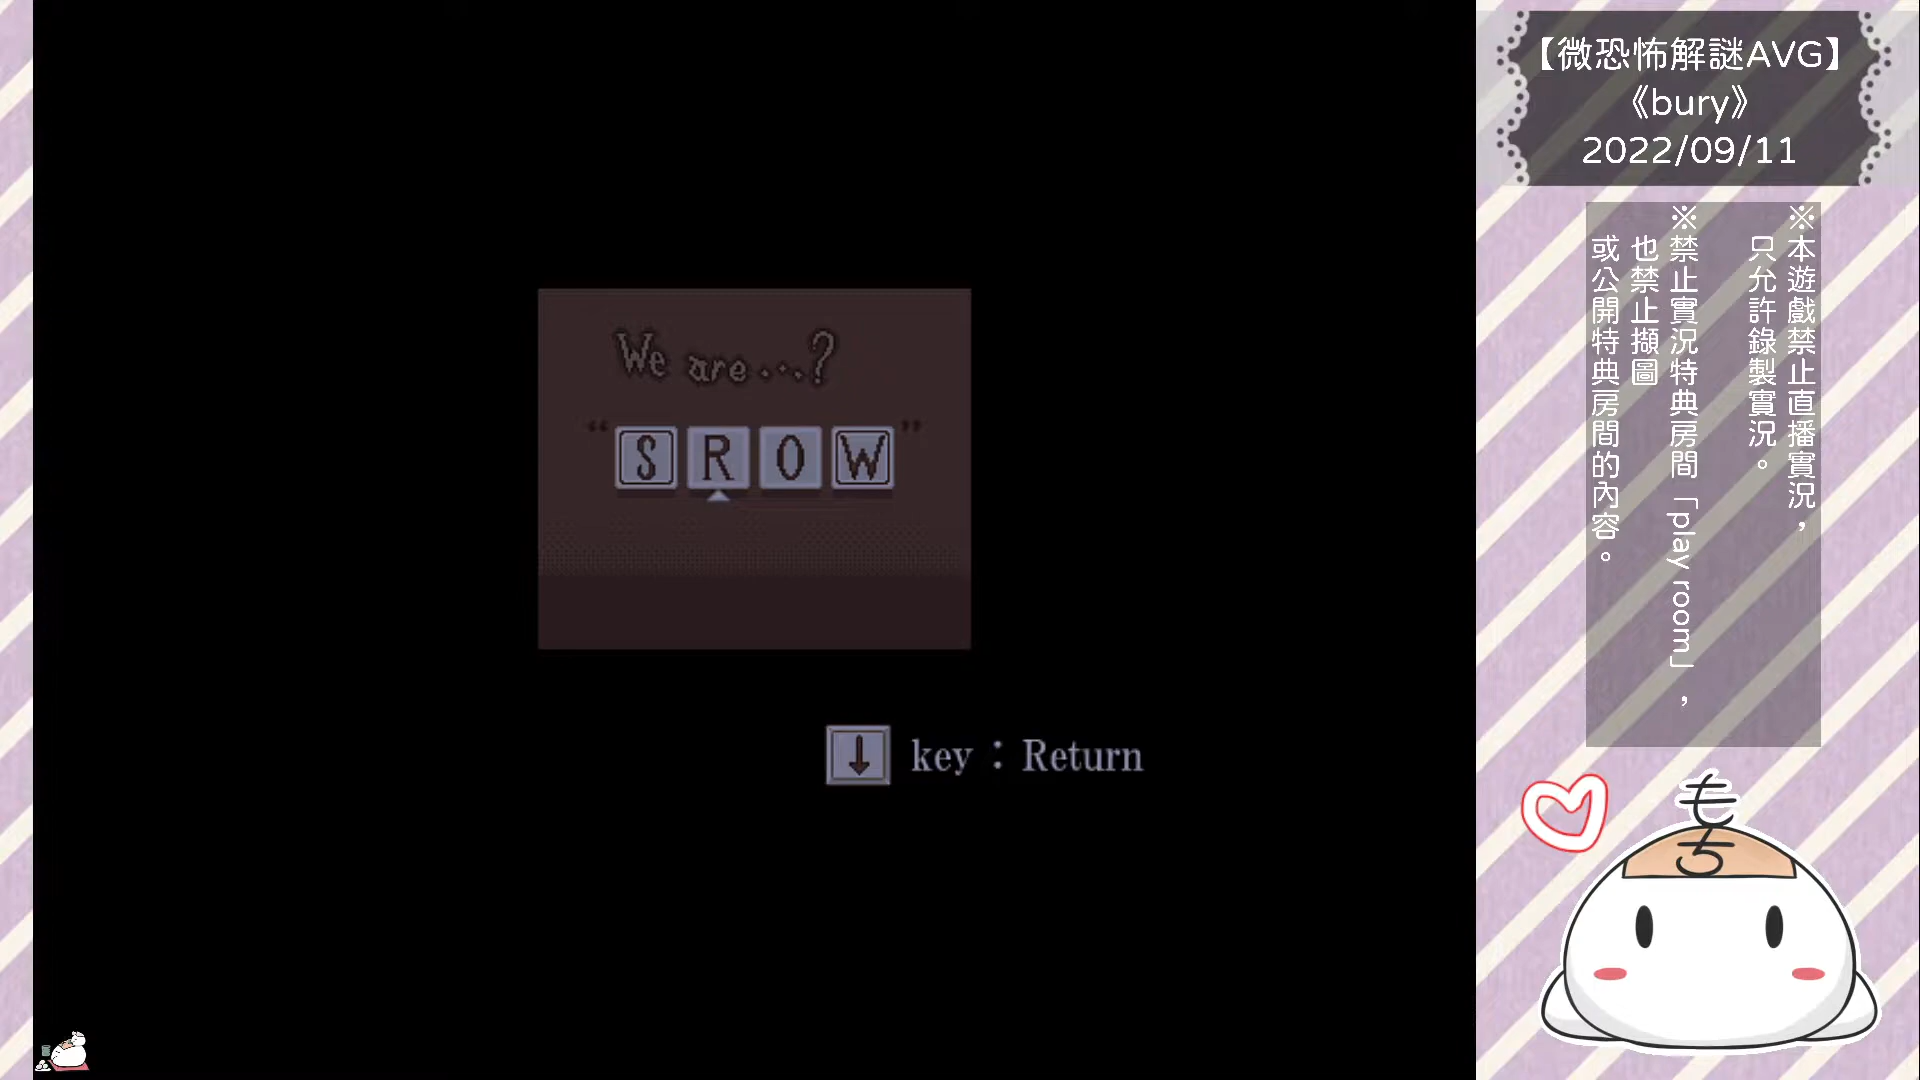 We are...?
“SROW”
↓ key：Return
【微恐怖解謎AVG】
《bury》
2022/09/11
※本遊戲禁止直播實況，
只允許錄製實況。
※禁止實況特典房間「play room」，
也禁止擷圖
或公開特典房間的內容。
もち